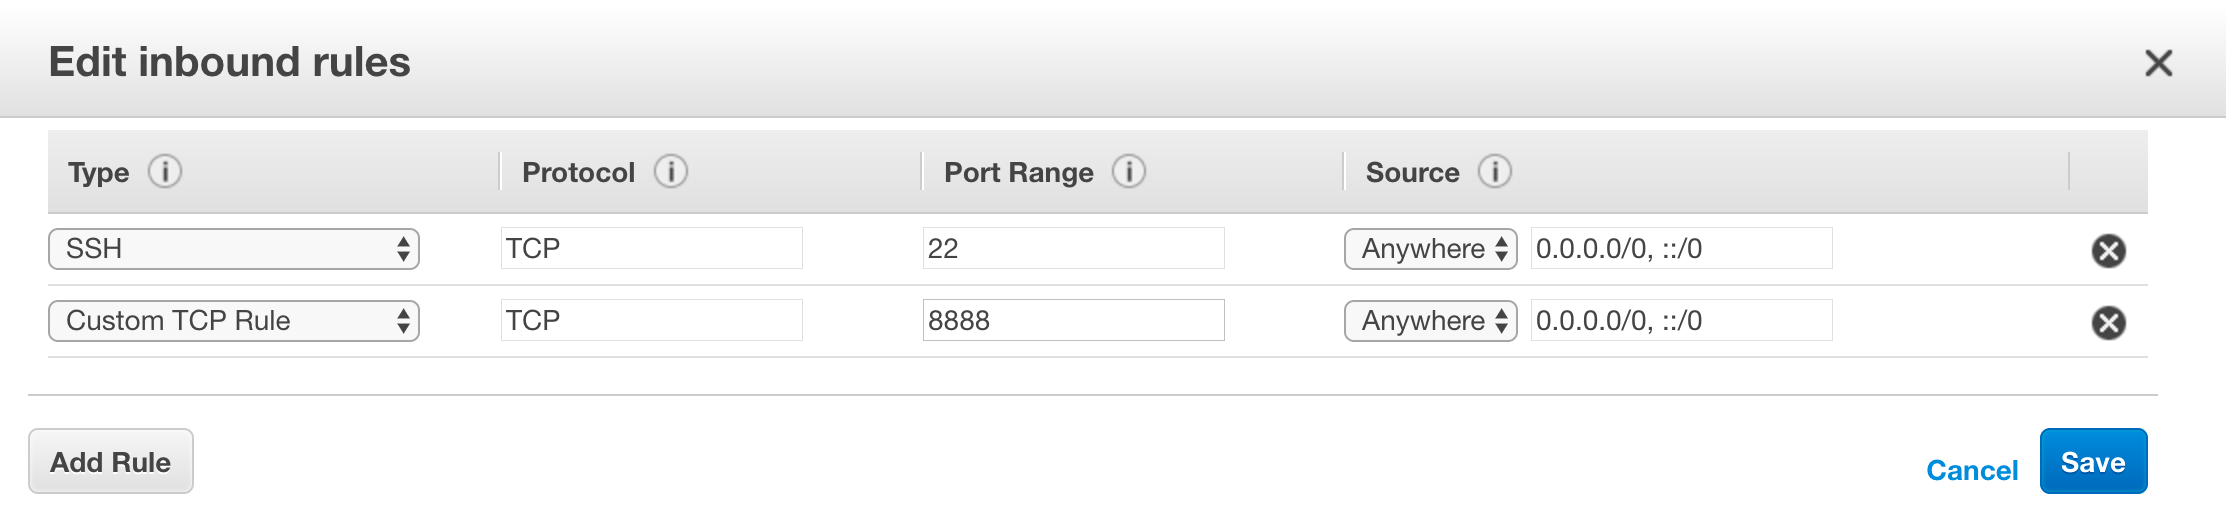 Edit inbound rules
Type Protocol Port Range Source
SSH TCP 22 Anywhere 0.0.0.0/0, ::/0
Custom TCP Rule TCP 8888 Anywhere 0.0.0.0/0, ::/0
Add Rule Cancel Save